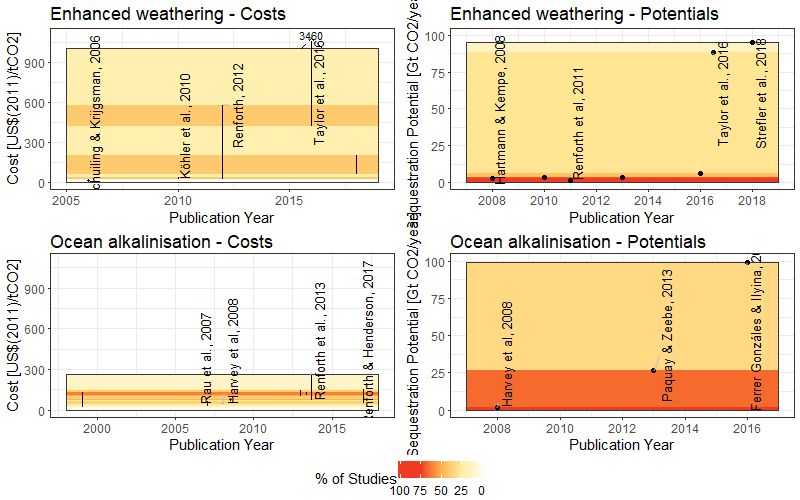 Enhanced weathering - Costs
Cost [US$(2011)/tCO2]
900
600
300
0
3460
chuiling & Krijgsman, 2006
Köhler et al., 2010
Renforth, 2012
Taylor et al., 2016
2005
2010
2015
Publication Year
Enhanced weathering - Potentials
Sequestration Potential [Gt CO2/year]
100
75
50
25
0
Hartmann & Kempe, 2008
Renforth et al, 2011
Taylor et al., 2016
Strefler et al., 2018
2008
2010
2012
2014
2016
2018
Publication Year
Ocean alkalinisation - Costs
Cost [US$(2011)/tCO2]
900
600
300
0
Rau et al., 2007
Harvey et al, 2008
Renforth et al., 2013
Renforth & Henderson, 2017
2000
2005
2010
2015
Publication Year
Ocean alkalinisation - Potentials
Sequestration Potential [Gt CO2/year]
100
75
50
25
0
Harvey et al, 2008
Paquay & Zeebe, 2013
Ferrer Gonzáles & Ilyina, 20
2008
2010
2012
2014
2016
Publication Year
% of Studies
100 75 50 25 0